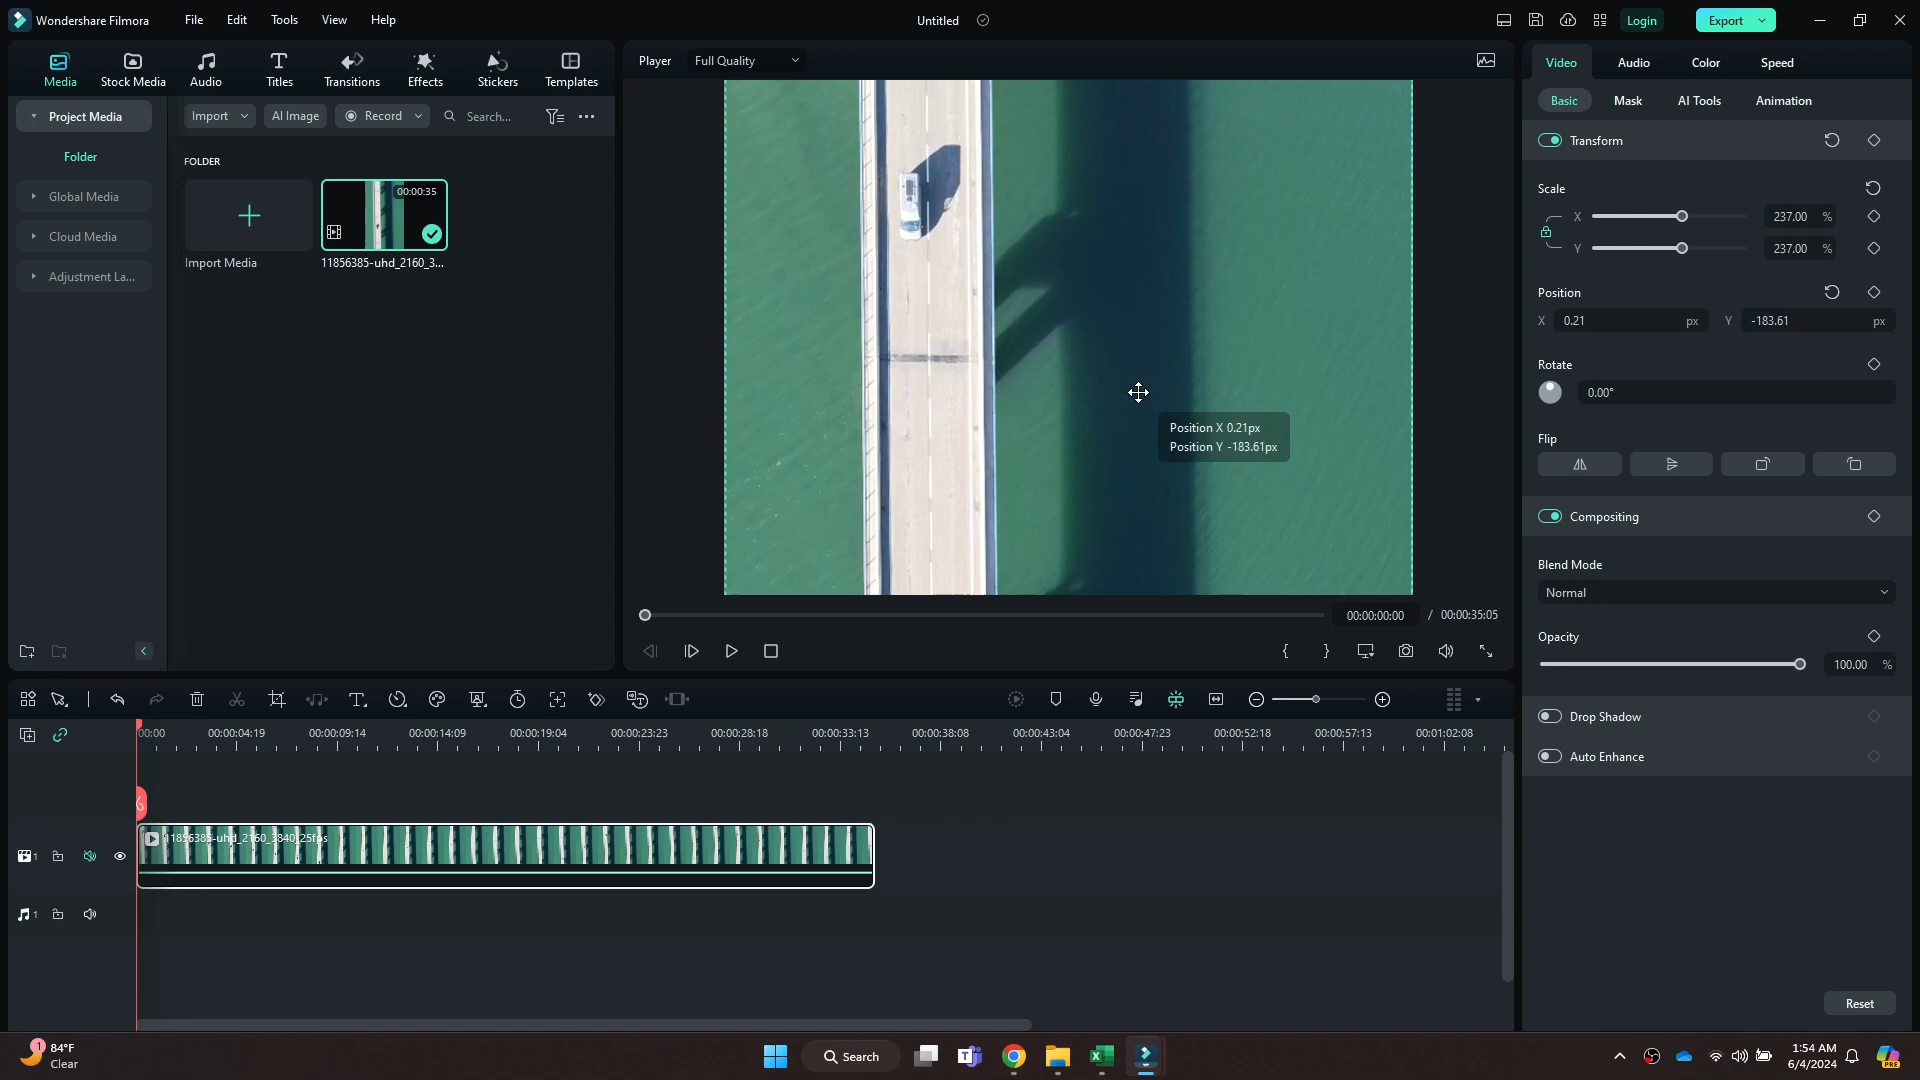 Wondershare Filmora File Edit Tools View Help Untitled Login Export
Media Stock Media Audio Titles Transitions Effects Stickers Templates
Player Full Quality
Video Audio Color Speed
Project Media
Import AI Image Record Search...
Basic Mask AI Tools Animation
Folder
Global Media
Cloud Media
Adjustment La...
FOLDER
00:00:35
Import Media 11856385-uhd_2160_3...
Transform
Scale
X 237.00 %
Y 237.00 %
Position
X 0.21 px Y -183.61 px
Rotate
0.00°
Position X 0.21px
Position Y -183.61px
Flip
Compositing
Blend Mode
Normal
Opacity
100.00 %
Drop Shadow
Auto Enhance
Reset
00:00:00:00 / 00:00:35:05
00:00 00:00:04:19 00:00:09:14 00:00:14:09 00:00:19:04 00:00:23:23 00:00:28:18 00:00:33:13 00:00:38:08 00:00:43:04 00:00:47:23 00:00:52:18 00:00:57:13 00:01:02:08
11856385-uhd_2160_3840_25fps
1
1
1
84°F
Clear
Search
1:54 AM
6/4/2024
PRE